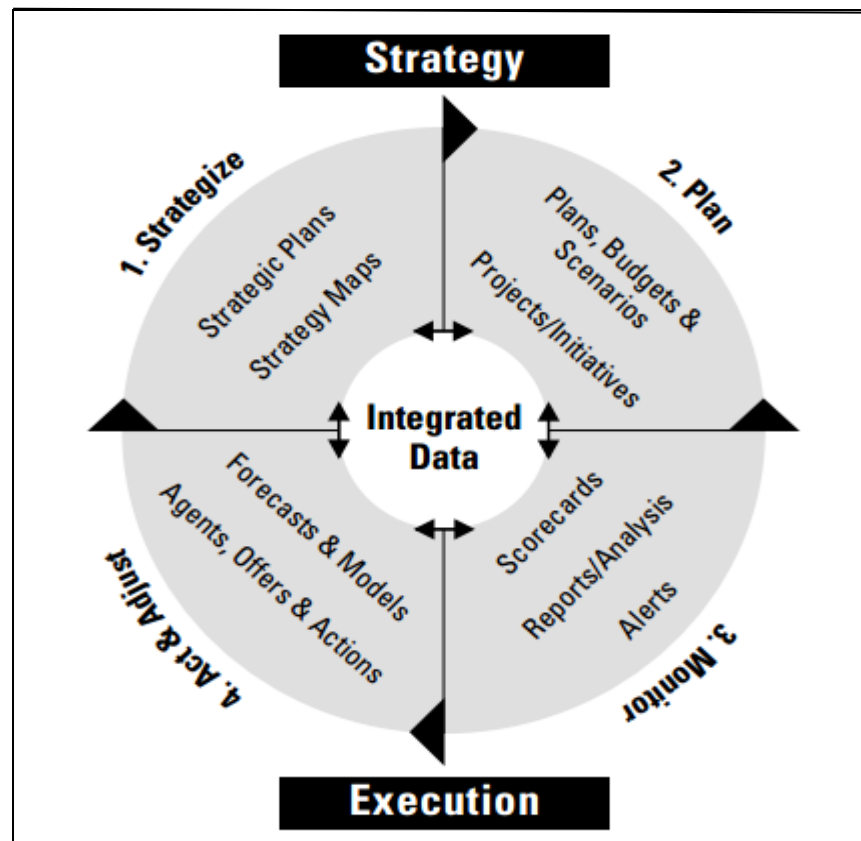 Strategy
1. Strategize
Strategic Plans
Strategy Maps
2. Plan
Plans, Budgets &
Scenarios
Projects/Initiatives
Integrated
Data
Scorecards
Reports/Analysis
Alerts
3. Monitor
Forecasts & Models
Agents, Offers & Actions
4. Act & Adjust
Execution